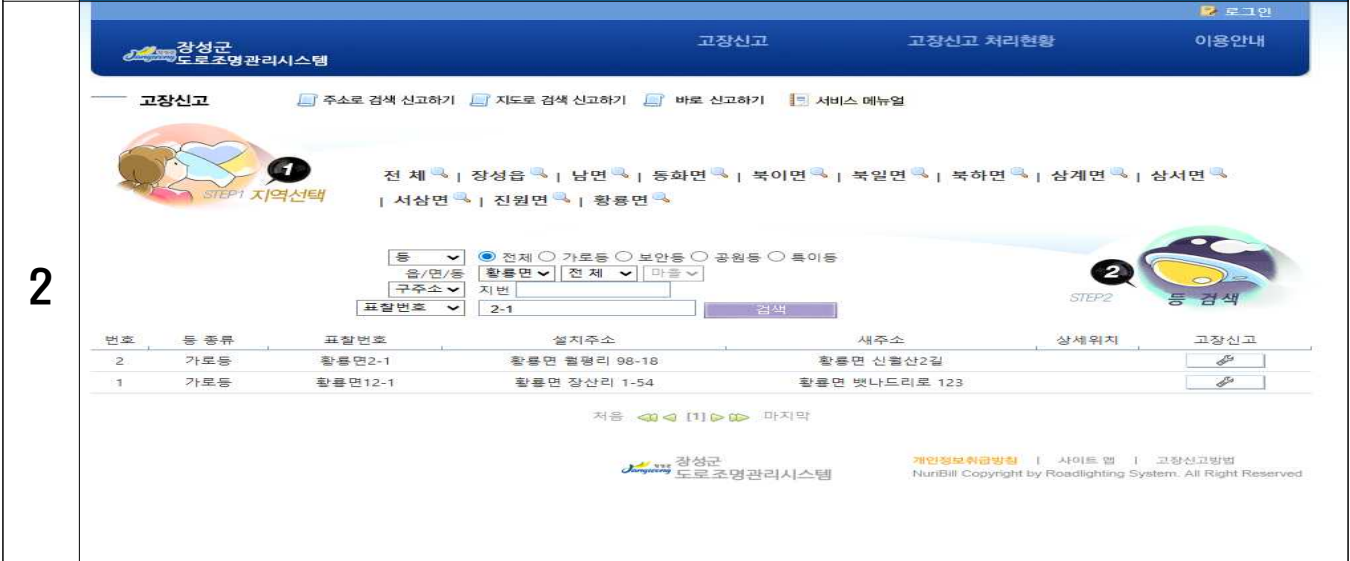 로그인
장성군
도로조명관리시스템
고장신고 고장신고 처리현황 이용안내
고장신고 주소로 검색 신고하기 지도로 검색 신고하기 바로 신고하기 서비스 메뉴얼
1
STEP1 지역선택
전 체 | 장성읍 | 남면 | 동화면 | 북이면 | 북일면 | 북하면 | 삼계면 | 삼서면
| 서삼면 | 진원면 | 황룡면
2
등 전체 가로등 보안등 공원등 특이등
읍/면/동 황룡면 전 체 마을
구주소 지번
표찰번호 2-1 검색
2
STEP2 등 검색
번호 등 종류 표찰번호 설치주소 새주소 상세위치 고장신고
2 가로등 황룡면2-1 황룡면 월평리 98-18 황룡면 신월산2길
1 가로등 황룡면12-1 황룡면 장산리 1-54 황룡면 뱃나드리로 123
처음 [1] 마지막
장성군
도로조명관리시스템
개인정보취급방침 | 사이트 맵 | 고장신고방법
NuriBill Copyright by Roadlighting System. All Right Reserved